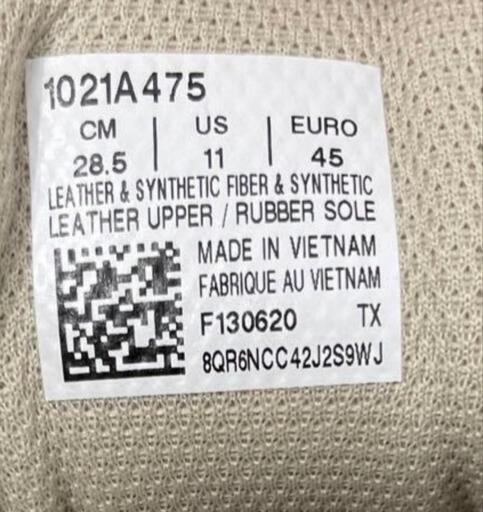 1021A475
CM | US | EURO
28.5 | 11 | 45
LEATHER & SYNTHETIC FIBER & SYNTHETIC
LEATHER UPPER / RUBBER SOLE
MADE IN VIETNAM
FABRIQUE AU VIETNAM
F130620 TX
8QR6NCC42J2S9WJ